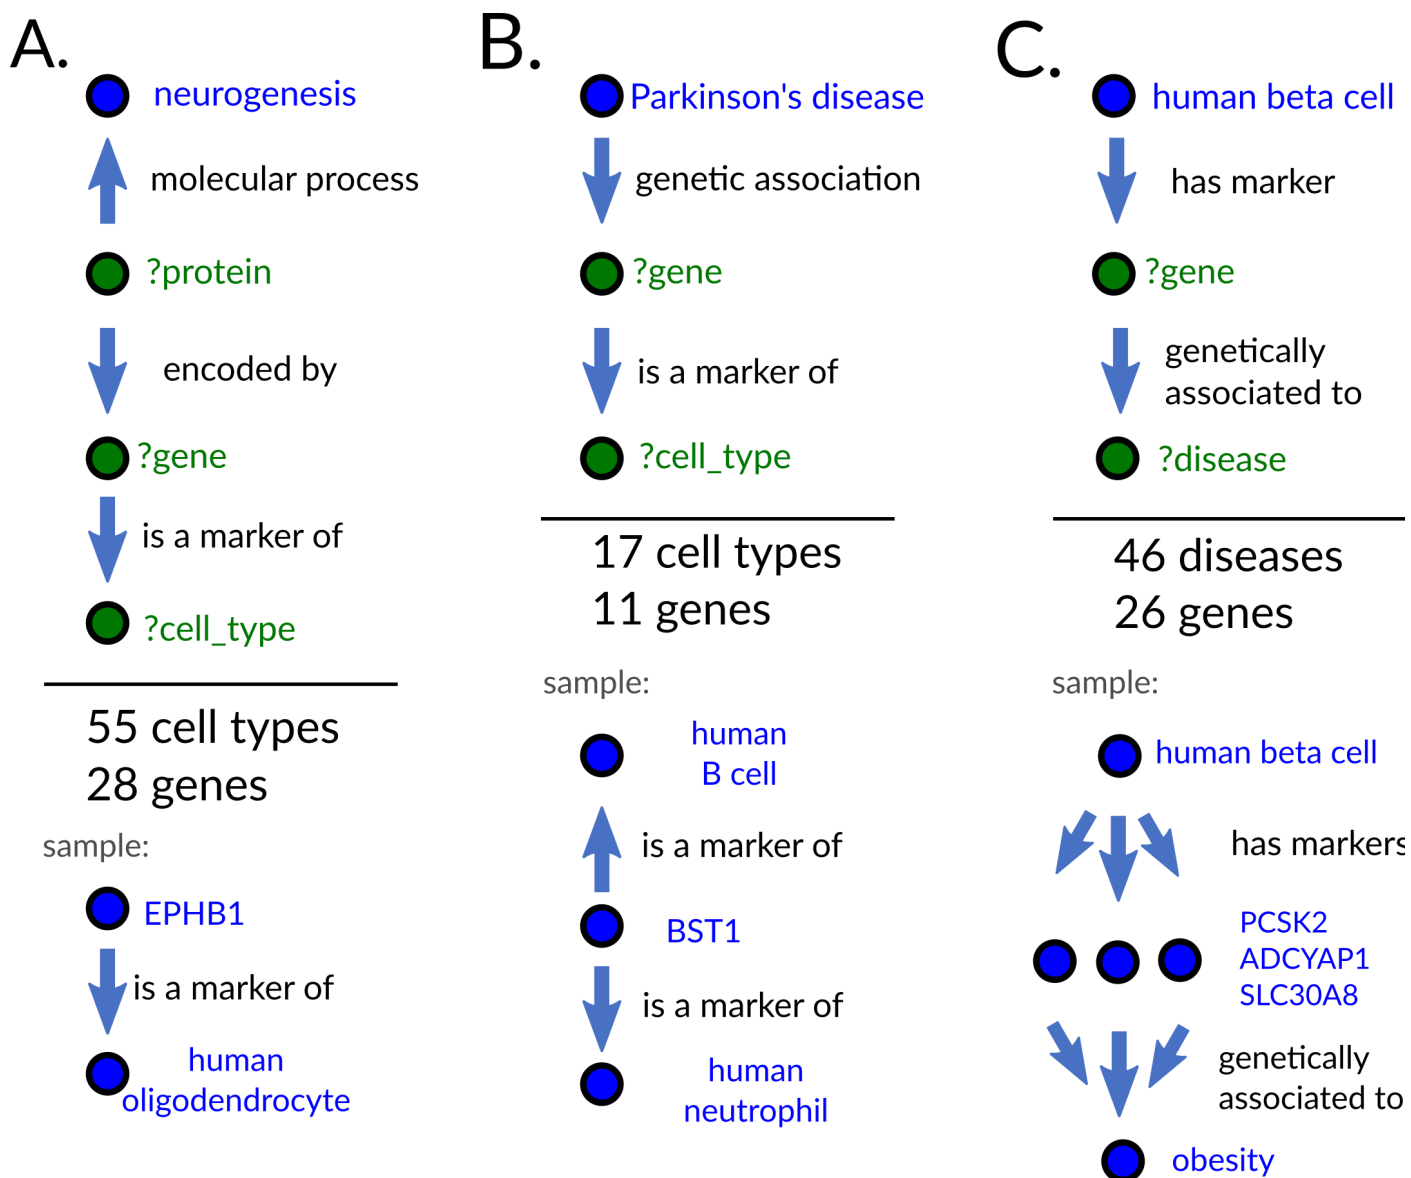 A.
neurogenesis
molecular process
?protein
encoded by
?gene
is a marker of
?cell_type
55 cell types
28 genes
sample:
EPHB1
is a marker of
human
oligodendrocyte
B.
Parkinson's disease
genetic association
?gene
is a marker of
?cell_type
17 cell types
11 genes
sample:
human
B cell
is a marker of
BST1
is a marker of
human
neutrophil
C.
human beta cell
has marker
?gene
genetically
associated to
?disease
46 diseases
26 genes
sample:
human beta cell
has markers
PCSK2
ADCYAP1
SLC30A8
genetically
associated to
obesity